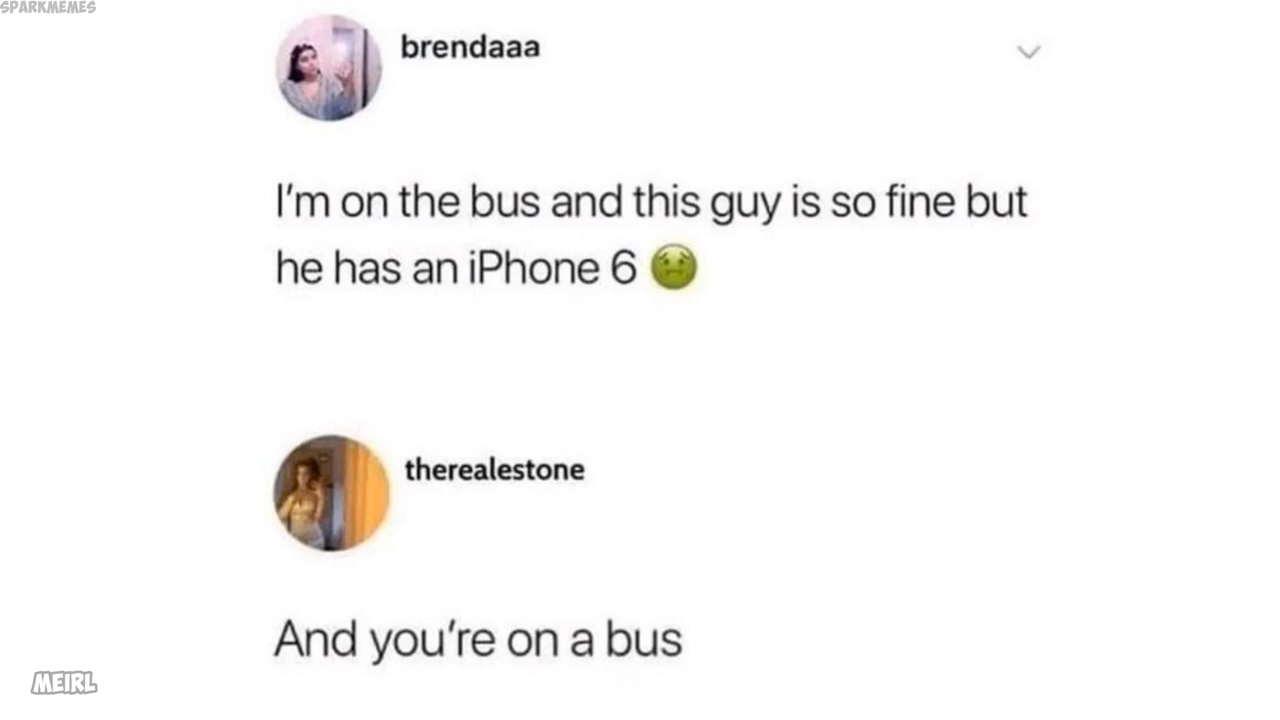 SPARKMEMES
brendaaa
I'm on the bus and this guy is so fine but
he has an iPhone 6 🤢
therealestone
And you're on a bus
MEIRL